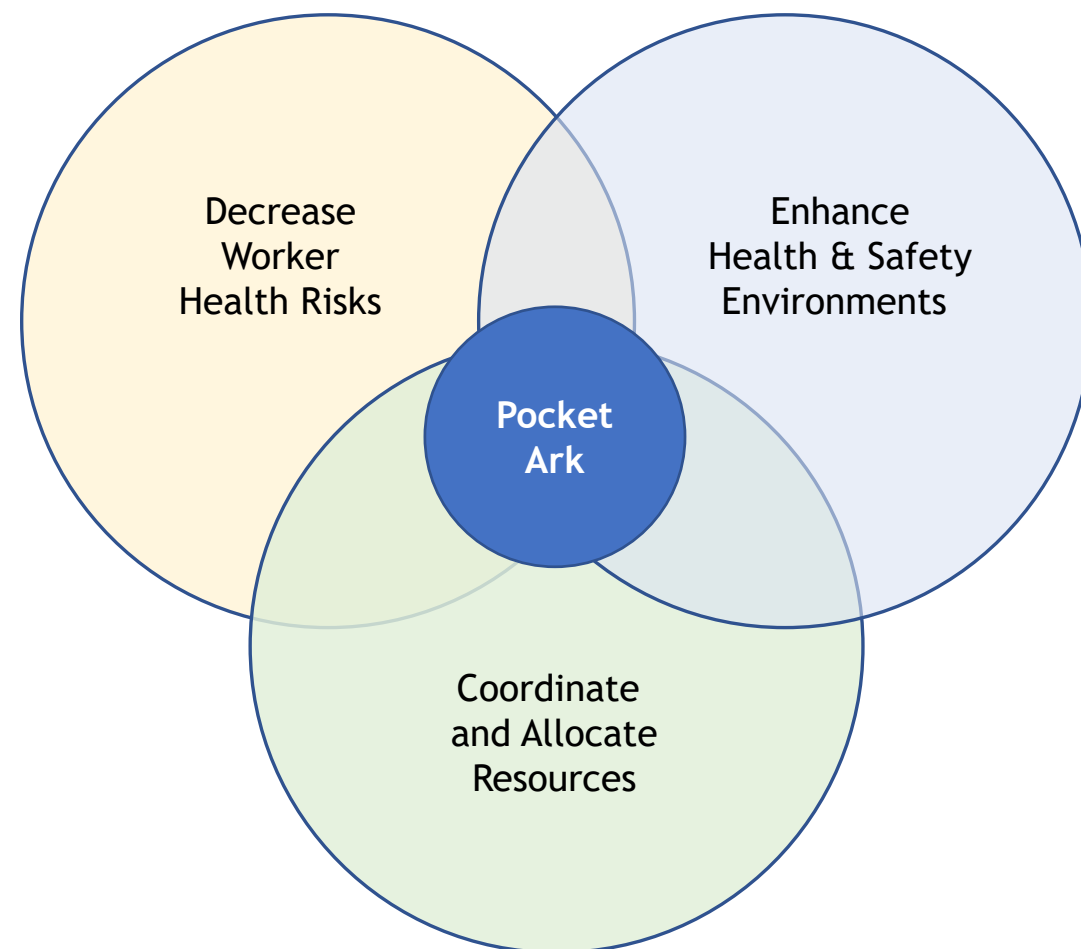 Decrease
Worker
Health Risks
Enhance
Health & Safety
Environments
Pocket
Ark
Coordinate
and Allocate
Resources